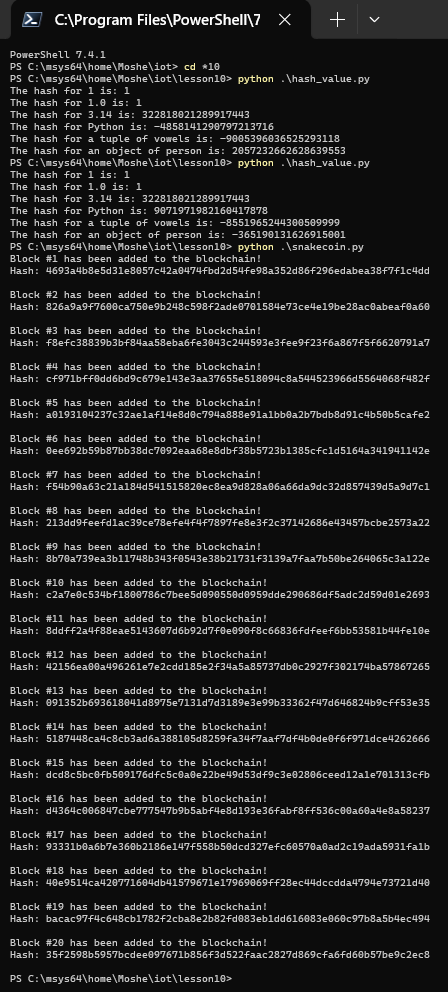 C:\Program Files\PowerShell\7
PowerShell 7.4.1
PS C:\msys64\home\Moshe\iot> cd *10
PS C:\msys64\home\Moshe\iot\lesson10> python .\hash_value.py
The hash for 1 is: 1
The hash for 1.0 is: 1
The hash for 3.14 is: 322818021289917443
The hash for Python is: -4858141290797213716
The hash for a tuple of vowels is: -9005396036525293118
The hash for an object of person is: 2057232662628639553
PS C:\msys64\home\Moshe\iot\lesson10> python .\hash_value.py
The hash for 1 is: 1
The hash for 1.0 is: 1
The hash for 3.14 is: 322818021289917443
The hash for Python is: 9071971982160417878
The hash for a tuple of vowels is: -8551965244300509999
The hash for an object of person is: -3651901131626103941
PS C:\msys64\home\Moshe\iot\lesson10> python .\snakecoin.py
Block #1 has been added to the blockchain!
Hash: 4693a4b8e5d31e8057c42a0474fbd2d54fe98a352d86f296edabea38f7f1c4dd
Block #2 has been added to the blockchain!
Hash: 826a9a9f7600ca750e9b248c598f2ade0701584e73ce4e19be28ac0abeaf0a60
Block #3 has been added to the blockchain!
Hash: f8efc38839b3bf84aa58eba6fe3043c244593e3fee9f23f6a867f5f6620791a7
Block #4 has been added to the blockchain!
Hash: cf971bff0dd6bd9c679e143e3aa37655e518094c8a544523966d5564068f482f
Block #5 has been added to the blockchain!
Hash: a0193104237c32ae1af14e8d0c794a888e91a1bb0a2b7bdb8d91c4b50b5cafe2
Block #6 has been added to the blockchain!
Hash: 0ee692b59b87bb38dc7092eaa68e8dbf38b5723b1385cfc1d5164a341941142e
Block #7 has been added to the blockchain!
Hash: f54b90a63c21a184d541515820ec8ea9d828a06a66da9dc32d857439d5a9d7c1
Block #8 has been added to the blockchain!
Hash: 213dd9feefd1ac39ce78efe4f4f7897fe8e3f2c37142686e43457bcbe2573a22
Block #9 has been added to the blockchain!
Hash: 8b70a739ea3b11748b343f0543e38b21731f3139a7faa7b50be264065c3a122e
Block #10 has been added to the blockchain!
Hash: c2a7e0c534bf1800786c7bee5d090550d0959dde290686df5adc2d59d01e2693
Block #11 has been added to the blockchain!
Hash: 8ddff2a4f88eae5143607d6b92d7f0e090f8c66836fdfeef6bb53581b44fe10e
Block #12 has been added to the blockchain!
Hash: 42156ea00a496261e7e2cdd185e2f34a5a85737db0c2927f302174ba57867265
Block #13 has been added to the blockchain!
Hash: 091352b693618041d8975e7131d7d3189e3e99b33362f47d646824b9cff53e35
Block #14 has been added to the blockchain!
Hash: 5187448ca4c8cb3ad6a388105d8259fa34f7aaf7df4b0de0f6f971dce4262666
Block #15 has been added to the blockchain!
Hash: dcd8c5bc0fb509176dfc5c0a0e22be49d53df9c3e02806ceed12a1e701313cfb
Block #16 has been added to the blockchain!
Hash: d4364c006847cbe777547b9b5abf4e8d193e36fabf8ff536c00a60a4e8a58237
Block #17 has been added to the blockchain!
Hash: 93331b0a6b7e360b2186e147f558b50dcd327efc60570a0ad2c19ada5931fa1b
Block #18 has been added to the blockchain!
Hash: 40e9514ca420771604db41579671e17969069ff28ec44dccdda4794e73721d40
Block #19 has been added to the blockchain!
Hash: bacac97f4c648cb1782f2cba8e2b82fd083eb1dd616083e060c97b8a5b4ec494
Block #20 has been added to the blockchain!
Hash: 35f2598b5957bcdee097671b856f3d522faac2827d869cfa6fd60b57be9c2ec8
PS C:\msys64\home\Moshe\iot\lesson10>